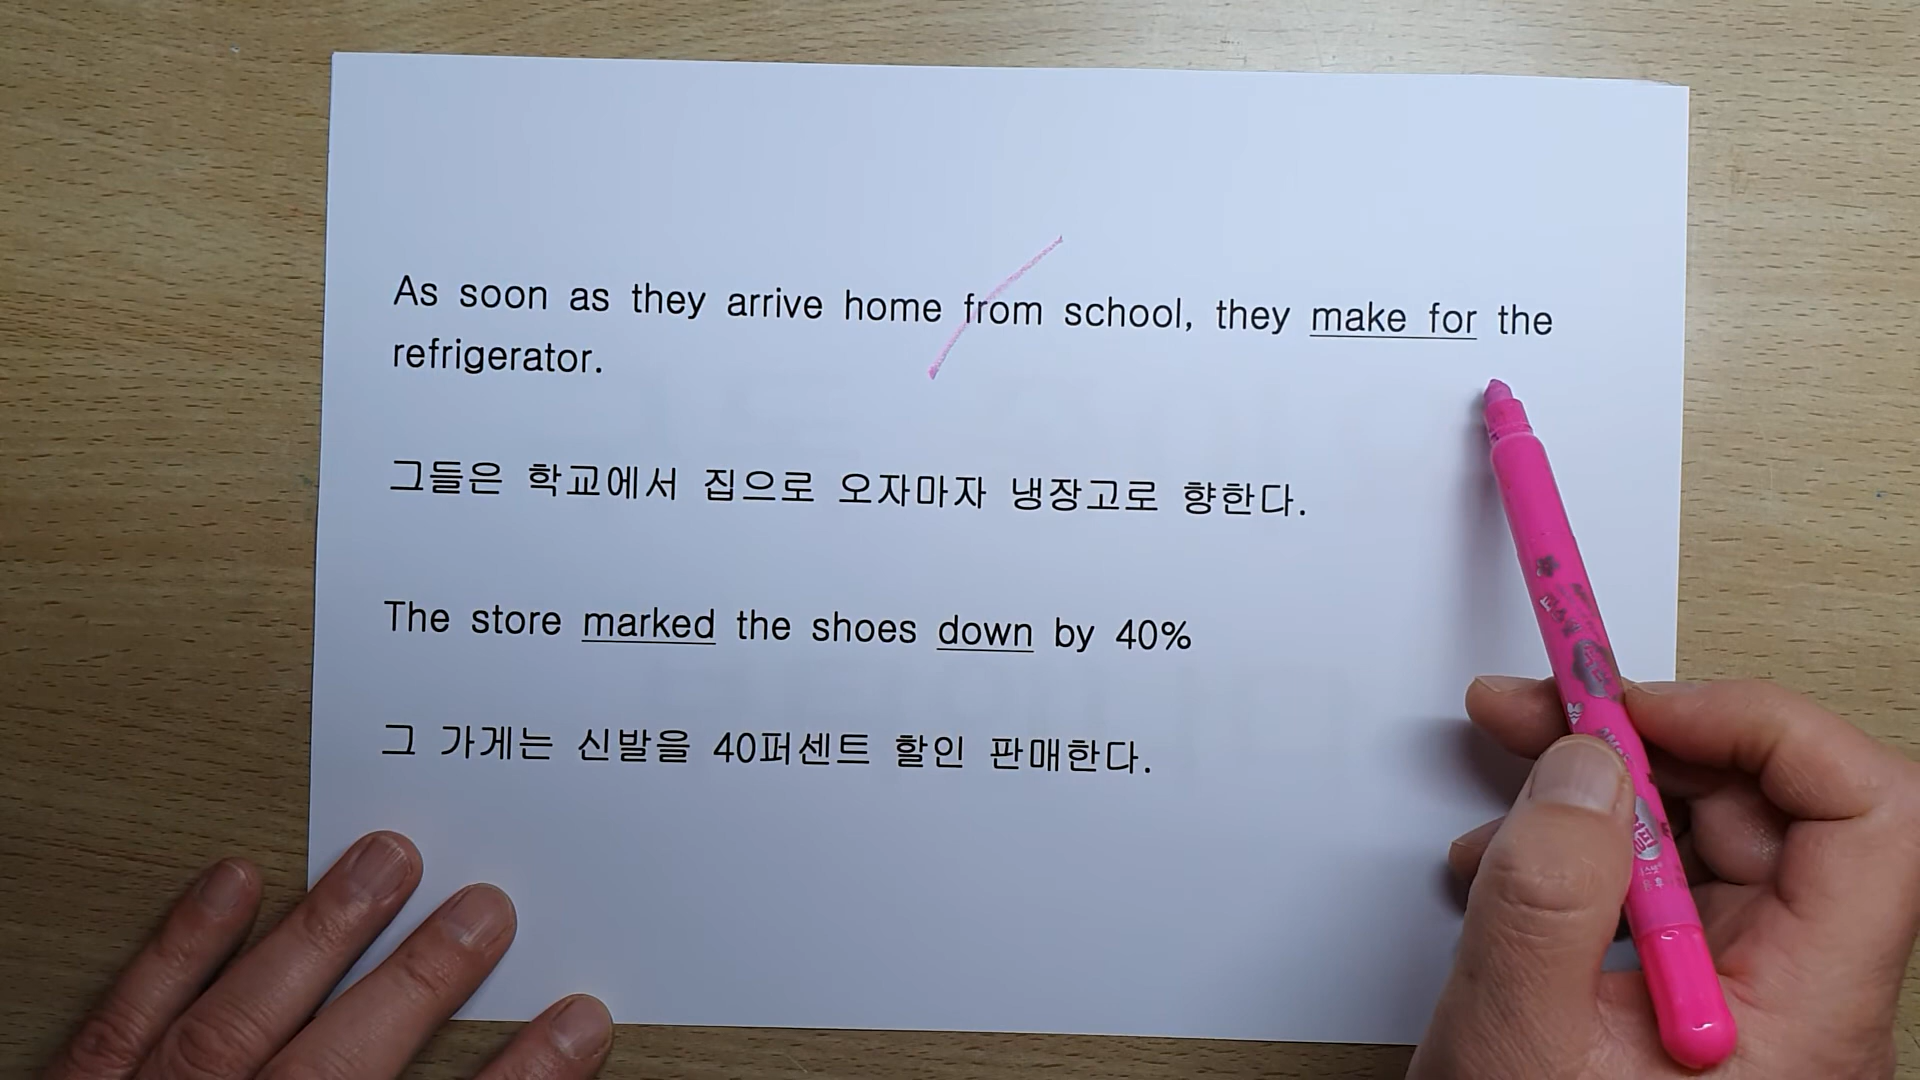 As soon as they arrive home from school, they make for the
refrigerator.
그들은 학교에서 집으로 오자마자 냉장고로 향한다.
The store marked the shoes down by 40%
그 가게는 신발을 40퍼센트 할인 판매한다.